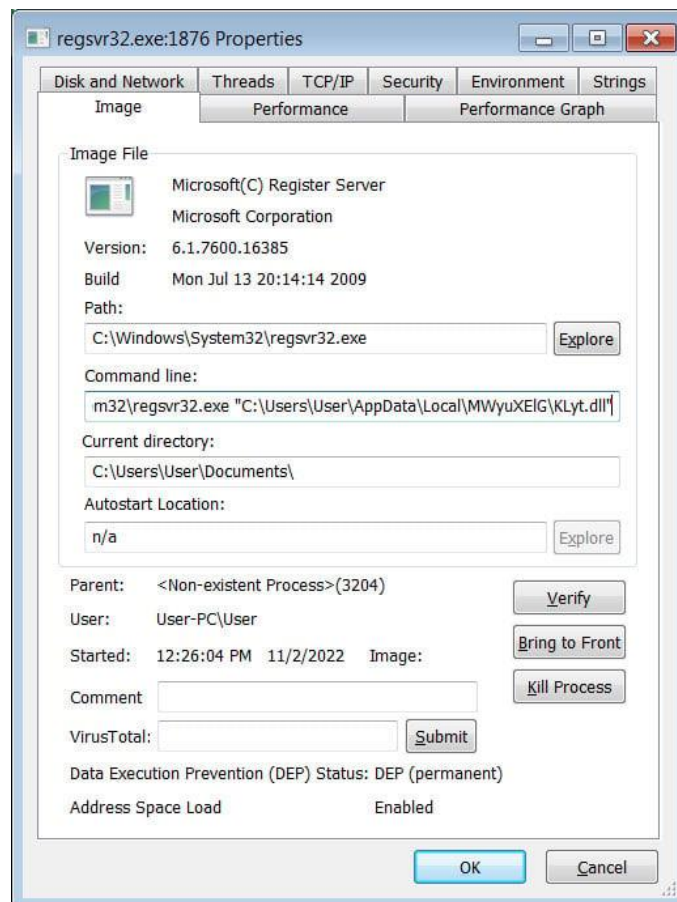 regsvr32.exe:1876 Properties
Disk and Network Threads TCP/IP Security Environment Strings
Image Performance Performance Graph
Image File
Microsoft(C) Register Server
Microsoft Corporation
Version: 6.1.7600.16385
Build Mon Jul 13 20:14:14 2009
Path:
C:\Windows\System32\regsvr32.exe
Explore
Command line:
m32\regsvr32.exe "C:\Users\User\AppData\Local\MWyuXElG\KLyt.dll"
Current directory:
C:\Users\User\Documents\
Autostart Location:
n/a
Explore
Parent: <Non-existent Process>(3204)
Verify
User: User-PC\User
Bring to Front
Started: 12:26:04 PM 11/2/2022 Image:
Kill Process
Comment
VirusTotal: Submit
Data Execution Prevention (DEP) Status: DEP (permanent)
Address Space Load Enabled
OK Cancel